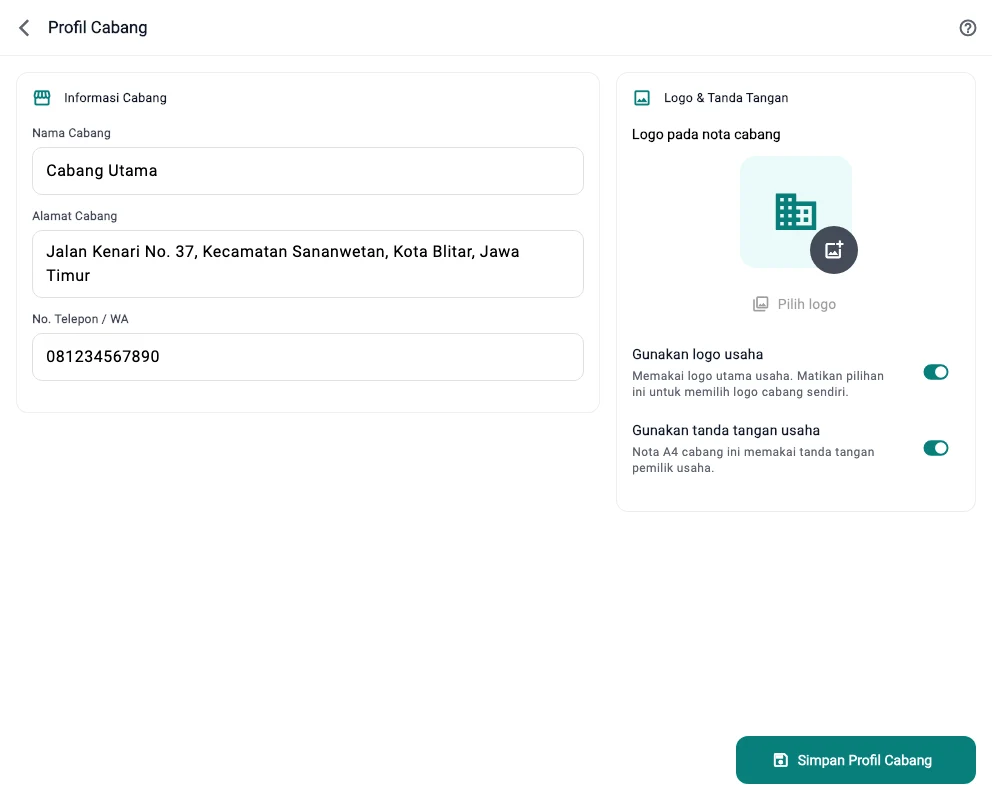 Profil Cabang
Informasi Cabang
Nama Cabang
Cabang Utama
Alamat Cabang
Jalan Kenari No. 37, Kecamatan Sananwetan, Kota Blitar, Jawa
Timur
No. Telepon / WA
081234567890
Logo & Tanda Tangan
Logo pada nota cabang
Pilih logo
Gunakan logo usaha
Memakai logo utama usaha. Matikan pilihan
ini untuk memilih logo cabang sendiri.
Gunakan tanda tangan usaha
Nota A4 cabang ini memakai tanda tangan
pemilik usaha.
Simpan Profil Cabang